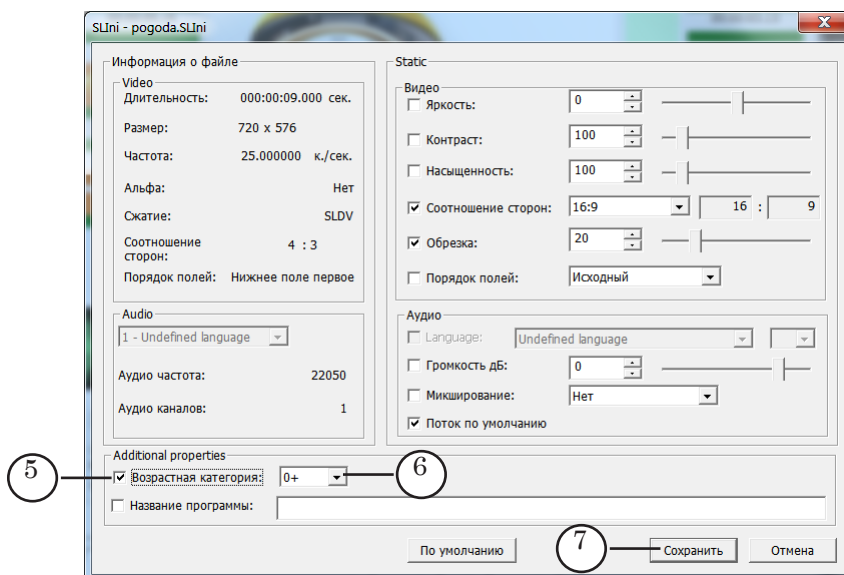 SLIni - pogoda.SLIni
Информация о файле
Video
Длительность: 000:00:09.000 сек.
Размер: 720 x 576
Частота: 25.000000 к./сек.
Альфа: Нет
Сжатие: SLDV
Соотношение
сторон: 4 : 3
Порядок полей: Нижнее поле первое
Audio
1 - Undefined language
Аудио частота: 22050
Аудио каналов: 1
Static
Видео
Яркость: 0
Контраст: 100
Насыщенность: 100
Соотношение сторон: 16:9 16 : 9
Обрезка: 20
Порядок полей: Исходный
Аудио
Language: Undefined language
Громкость дБ: 0
Микширование: Нет
Поток по умолчанию
Additional properties
5 Возрастная категория: 0+ 6
Название программы:
По умолчанию 7 Сохранить Отмена